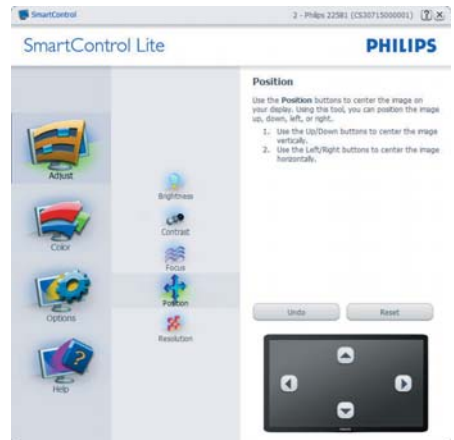 SmartControl
2 - Philips 225B1 (CS30715000001)
SmartControl Lite
PHILIPS
Adjust
Color
Options
Help
Brightness
Contrast
Focus
Position
Resolution
Position
Use the Position buttons to center the image on
your display. Using this tool, you can position the image
up, down, left, or right.
1. Use the Up/Down buttons to center the image
vertically.
2. Use the Left/Right buttons to center the image
horizontally.
Undo
Reset